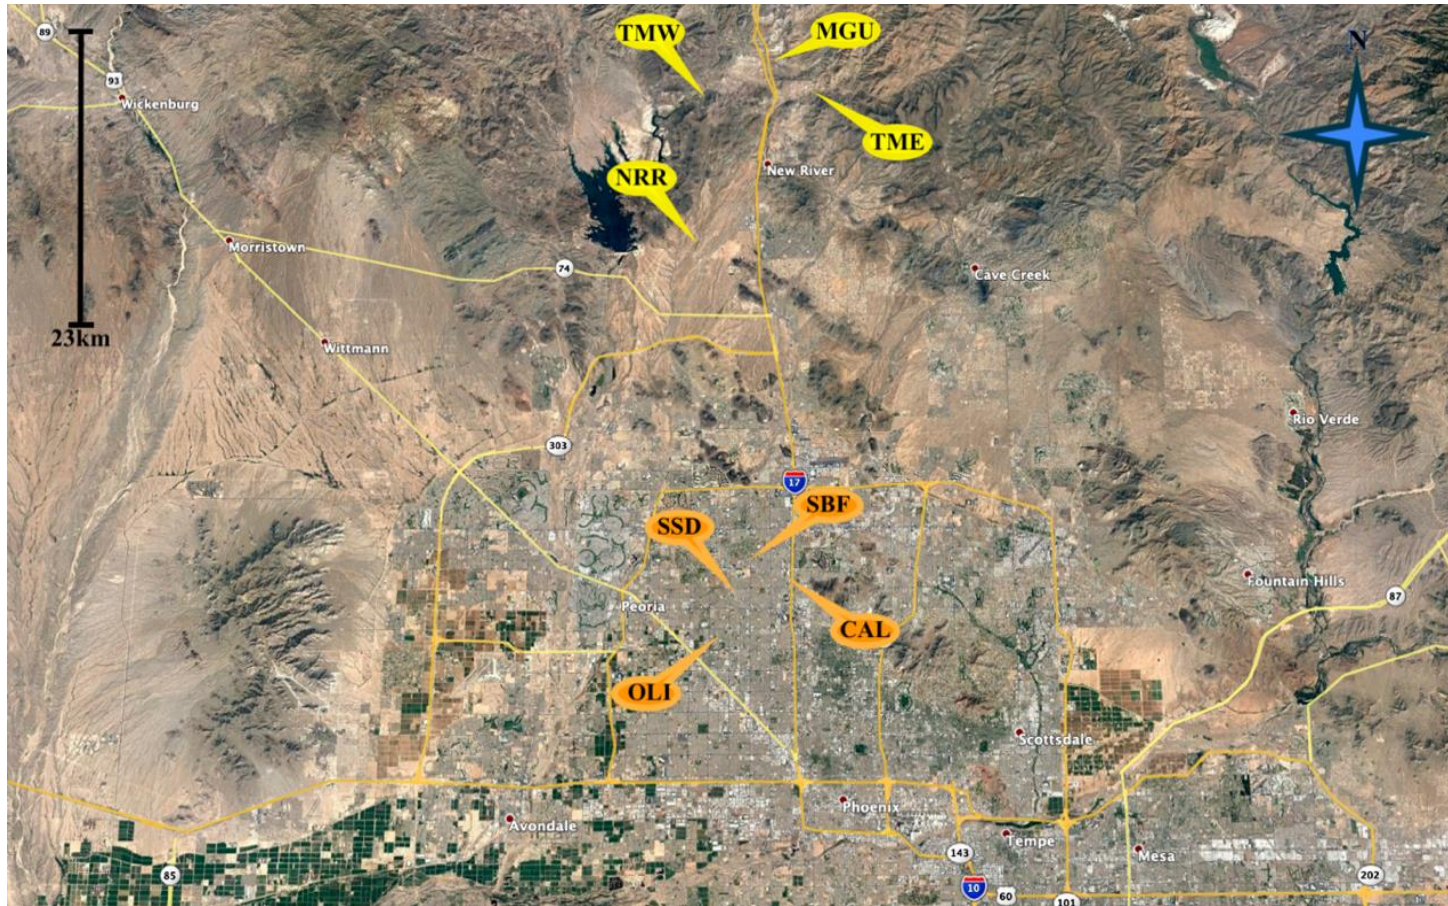 89
TMW
MGU
N
93
Wickenburg
TME
New River
NRR
Morristown
74
Cave Creek
23km
Wittmann
Rio Verde
303
17
SBF
SSD
Fountain Hills
87
Peoria
CAL
OLI
Scottsdale
Phoenix
Avondale
Tempe
143
Mesa
85
202
10
60
101